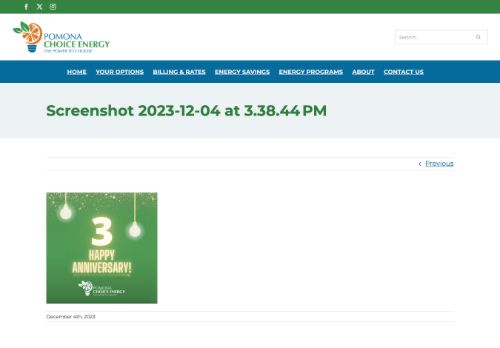 POMONA
CHOICE ENERGY
THE POWER TO CHOOSE
Search...
HOME YOUR OPTIONS BILLING & RATES ENERGY SAVINGS ENERGY PROGRAMS ABOUT CONTACT US
Screenshot 2023-12-04 at 3.38.44 PM
Previous
3
HAPPY
ANNIVERSARY!
POMONA
CHOICE ENERGY
December 4th, 2023